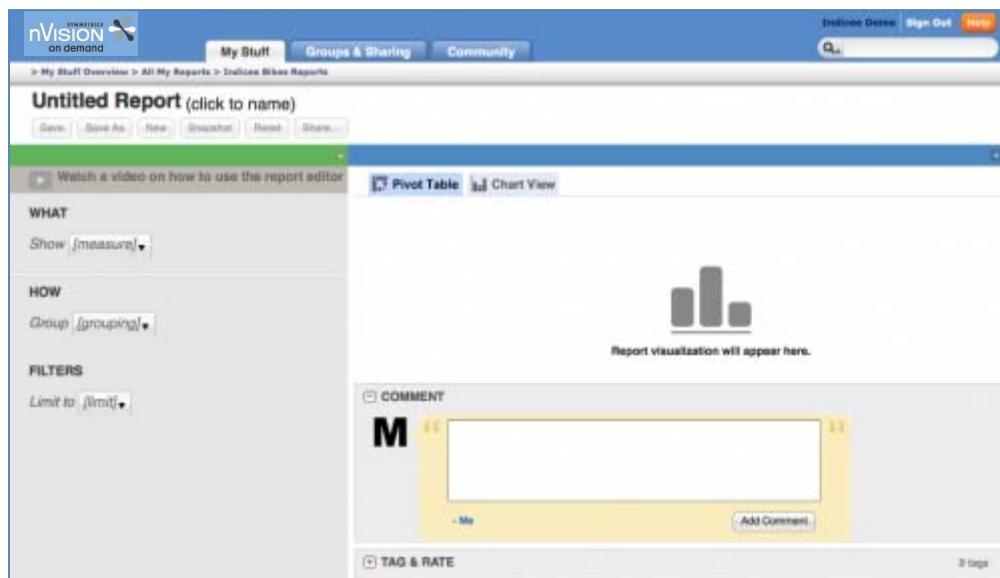 SYMMETRICS
nVISION
on demand
Indicee Demo Sign Out Help
My Stuff Groups & Sharing Community
> My Stuff Overview > All My Reports > Indicee Bikes Reports
Untitled Report (click to name)
Save Save As New Snapshot Reset Share...
Watch a video on how to use the report editor
Pivot Table Chart View
WHAT
Show [measure]
HOW
Group [grouping]
Report visualization will appear here.
FILTERS
Limit to [limit]
COMMENT
M
“ ”
- Me Add Comment
TAG & RATE tags